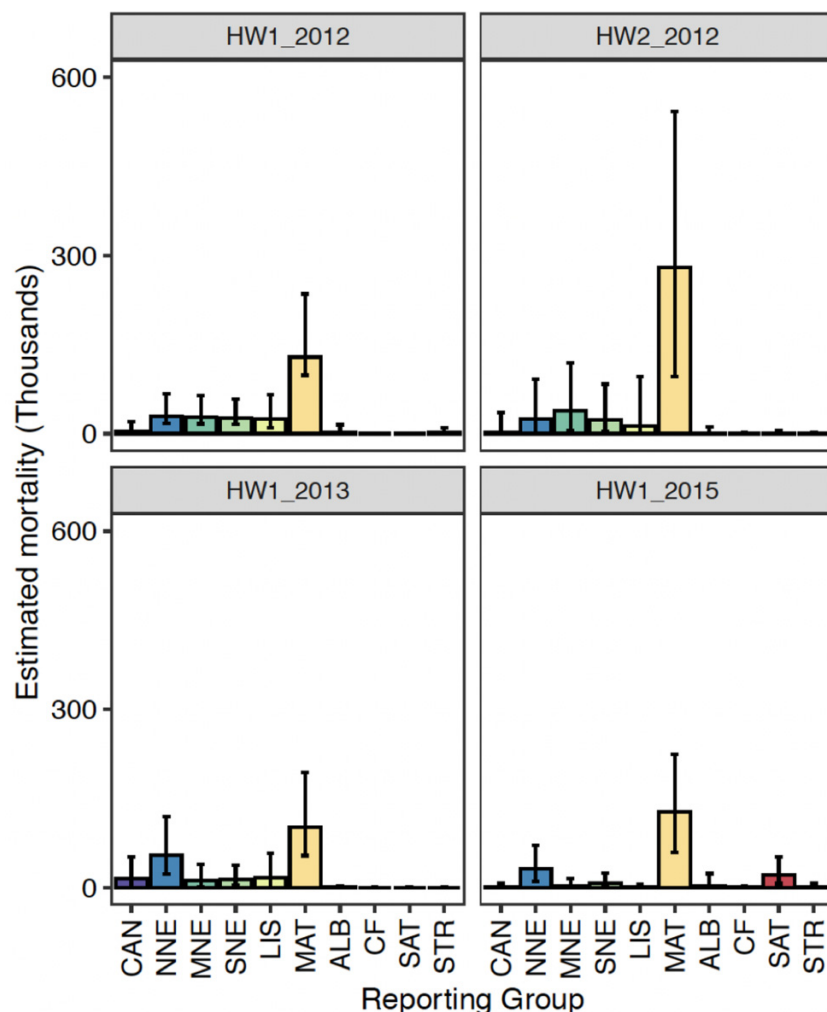 HW1_2012
HW2_2012
600
300
0
HW1_2013
HW1_2015
600
300
0
Estimated mortality (Thousands)
CAN NNE MNE SNE LIS MAT ALB CF SAT STR
CAN NNE MNE SNE LIS MAT ALB CF SAT STR
Reporting Group